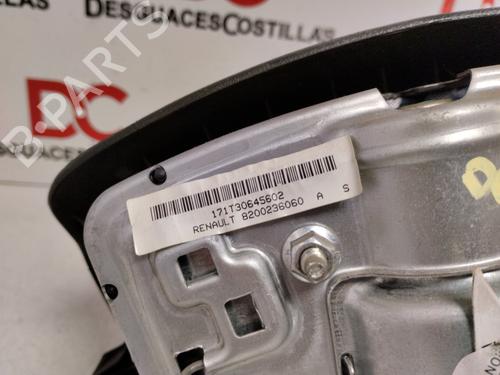 DESGUACESCOSTILLAS
DC
B-PARTS
171T30645602
RENAULT 8200236060 A S